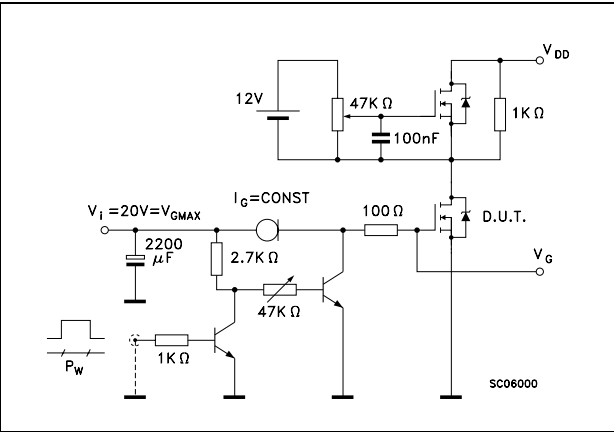 V_DD
12V
47K Ω
1K Ω
100nF
I_G=CONST
V_i =20V=V_GMAX
100 Ω
D.U.T.
2200
μF
2.7K Ω
V_G
47K Ω
1K Ω
P_W
SC06000